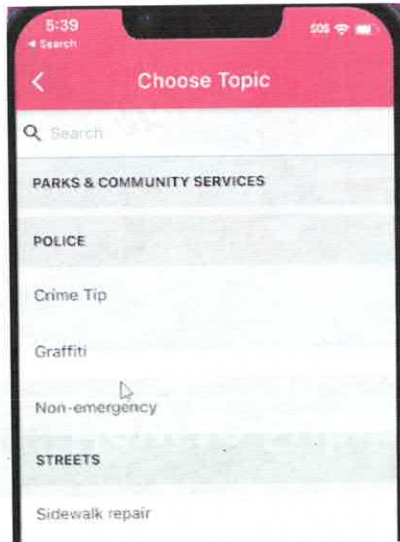 5:39
SOS
◀ Search
Choose Topic
Search
PARKS & COMMUNITY SERVICES
POLICE
Crime Tip
Graffiti
Non-emergency
STREETS
Sidewalk repair